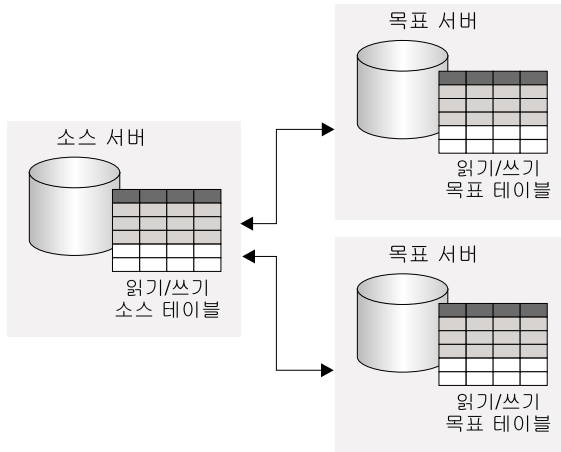 소스 서버
읽기/쓰기
소스 테이블
목표 서버
읽기/쓰기
목표 테이블
목표 서버
읽기/쓰기
목표 테이블